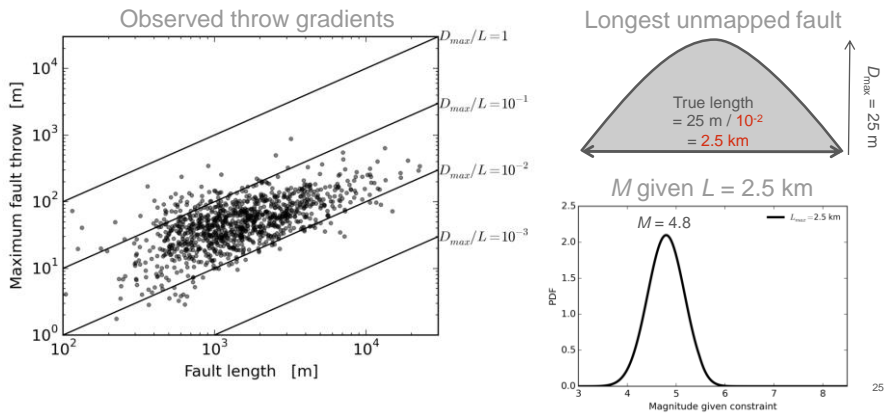 Observed throw gradients
Maximum fault throw [m]
10^4
10^3
10^2
10^1
10^0
10^2
10^3
10^4
Fault length [m]
D_max/L=1
D_max/L=10^-1
D_max/L=10^-2
D_max/L=10^-3
Longest unmapped fault
True length
= 25 m / 10^-2
= 2.5 km
D_max = 25 m
M given L = 2.5 km
M = 4.8
L_max=2.5 km
PDF
2.5
2.0
1.5
1.0
0.5
0.0
3
4
5
6
7
8
Magnitude given constraint
25